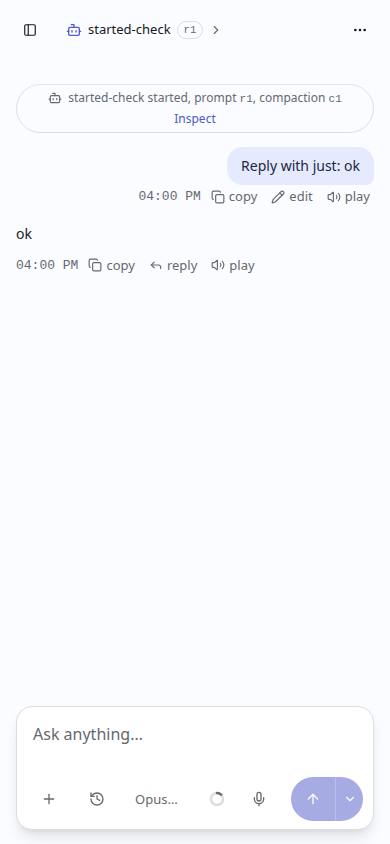 started-check r1
started-check started, prompt r1, compaction c1
Inspect
Reply with just: ok
04:00 PM copy edit play
ok
04:00 PM copy reply play
Ask anything...
Opus...